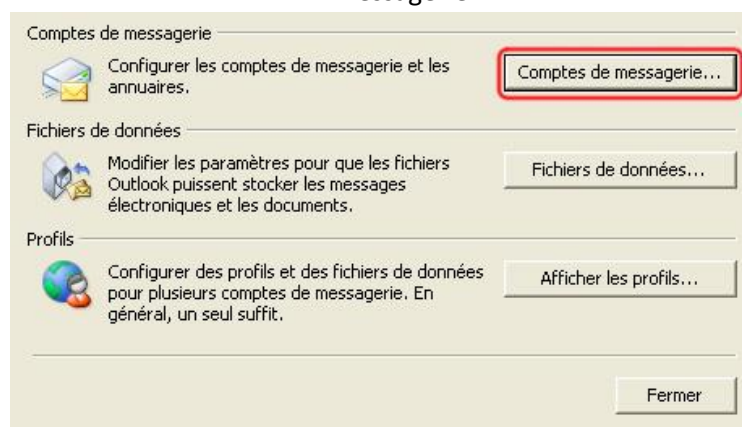 Comptes de messagerie
Configurer les comptes de messagerie et les
annuaires.
Comptes de messagerie...
Fichiers de données
Modifier les paramètres pour que les fichiers
Outlook puissent stocker les messages
électroniques et les documents.
Fichiers de données...
Profils
Configurer des profils et des fichiers de données
pour plusieurs comptes de messagerie. En
général, un seul suffit.
Afficher les profils...
Fermer